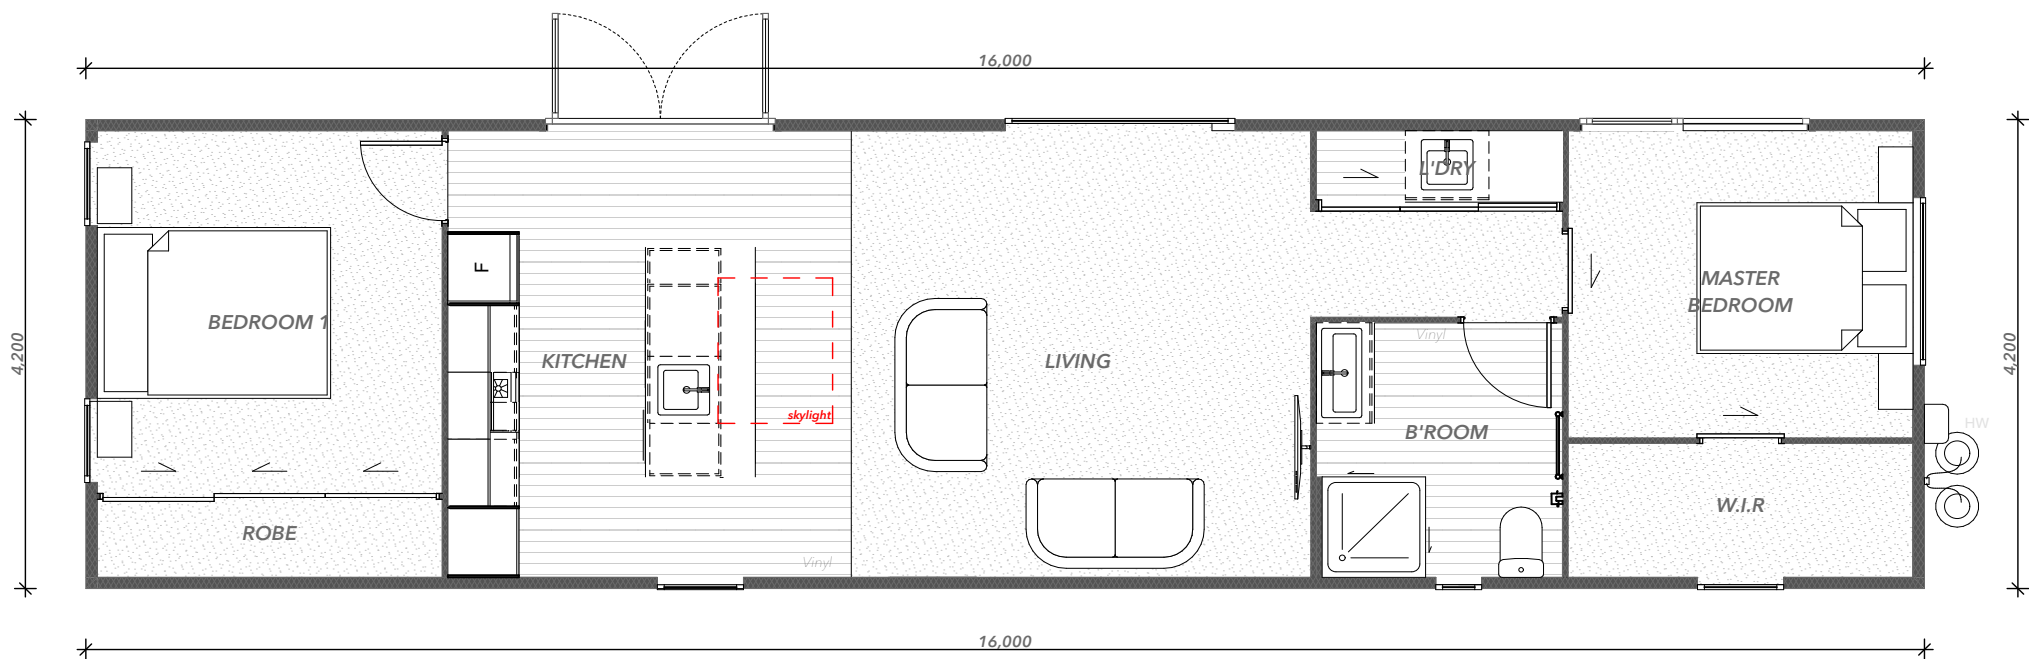 16,000
L'DRY
F
MASTER
BEDROOM
BEDROOM 1
Vinyl
4,200
KITCHEN
LIVING
4,200
skylight
B'ROOM
HW
W.I.R
ROBE
Vinyl
16,000